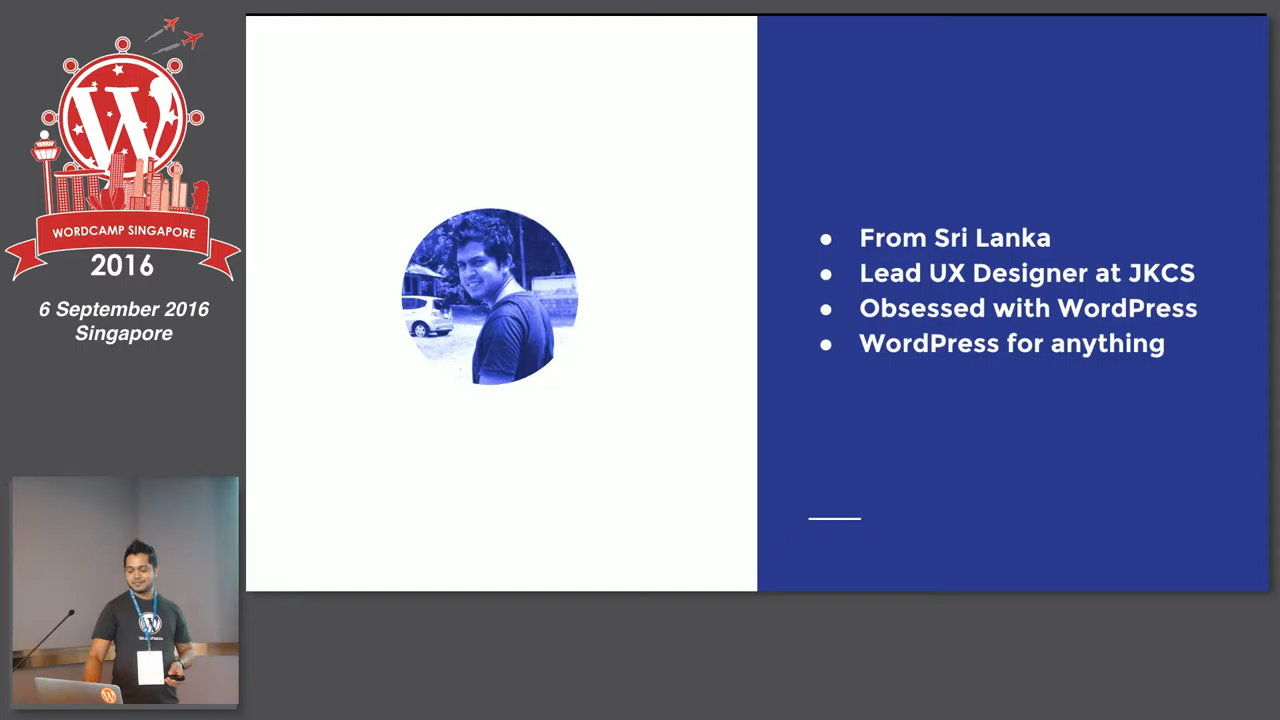 W
WORDCAMP SINGAPORE
2016
6 September 2016
Singapore
● From Sri Lanka
● Lead UX Designer at JKCS
● Obsessed with WordPress
● WordPress for anything
WORDPRESS